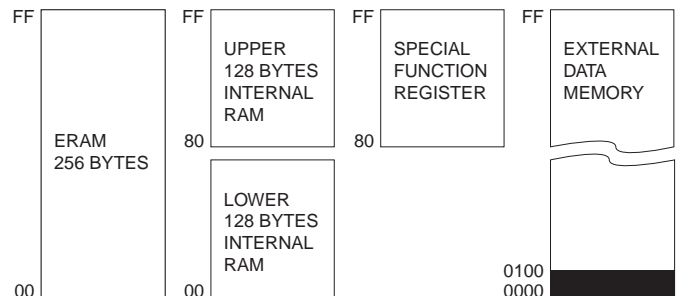 FF
ERAM
256 BYTES
00
FF
UPPER
128 BYTES
INTERNAL
RAM
80
LOWER
128 BYTES
INTERNAL
RAM
00
FF
SPECIAL
FUNCTION
REGISTER
80
FF
EXTERNAL
DATA
MEMORY
0100
0000